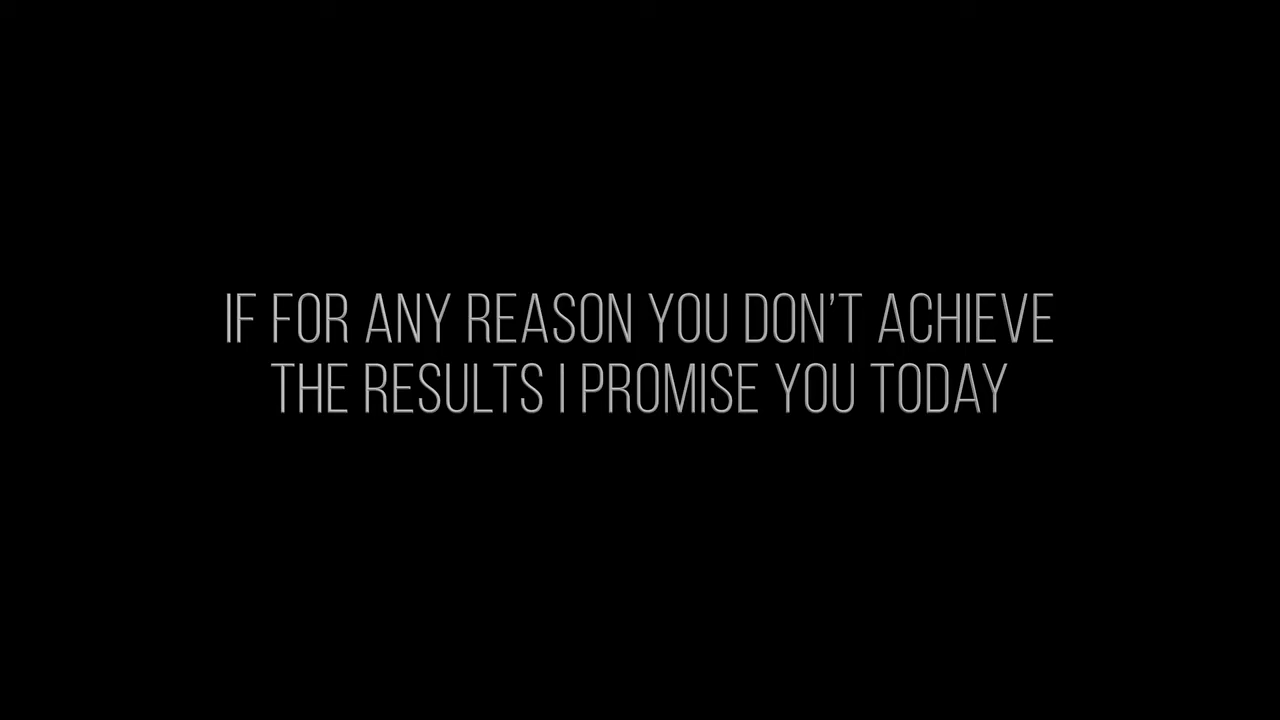 IF FOR ANY REASON YOU DON’T ACHIEVE
THE RESULTS I PROMISE YOU TODAY